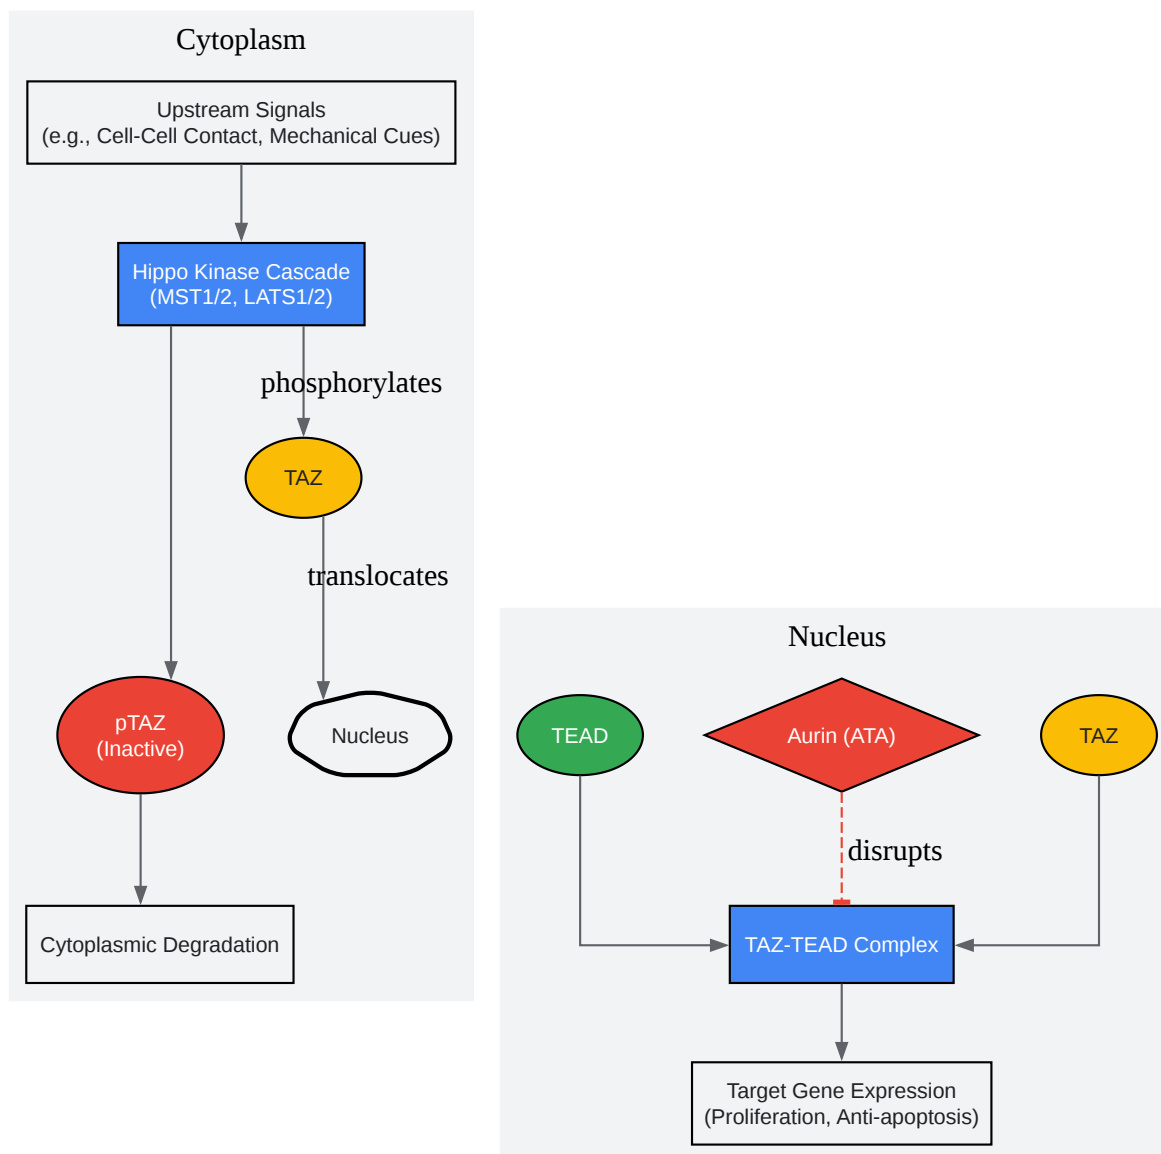 Cytoplasm
Upstream Signals
(e.g., Cell-Cell Contact, Mechanical Cues)
Hippo Kinase Cascade
(MST1/2, LATS1/2)
phosphorylates
TAZ
translocates
pTAZ
(Inactive)
Nucleus
Cytoplasmic Degradation
Nucleus
TEAD
Aurin (ATA)
TAZ
disrupts
TAZ-TEAD Complex
Target Gene Expression
(Proliferation, Anti-apoptosis)